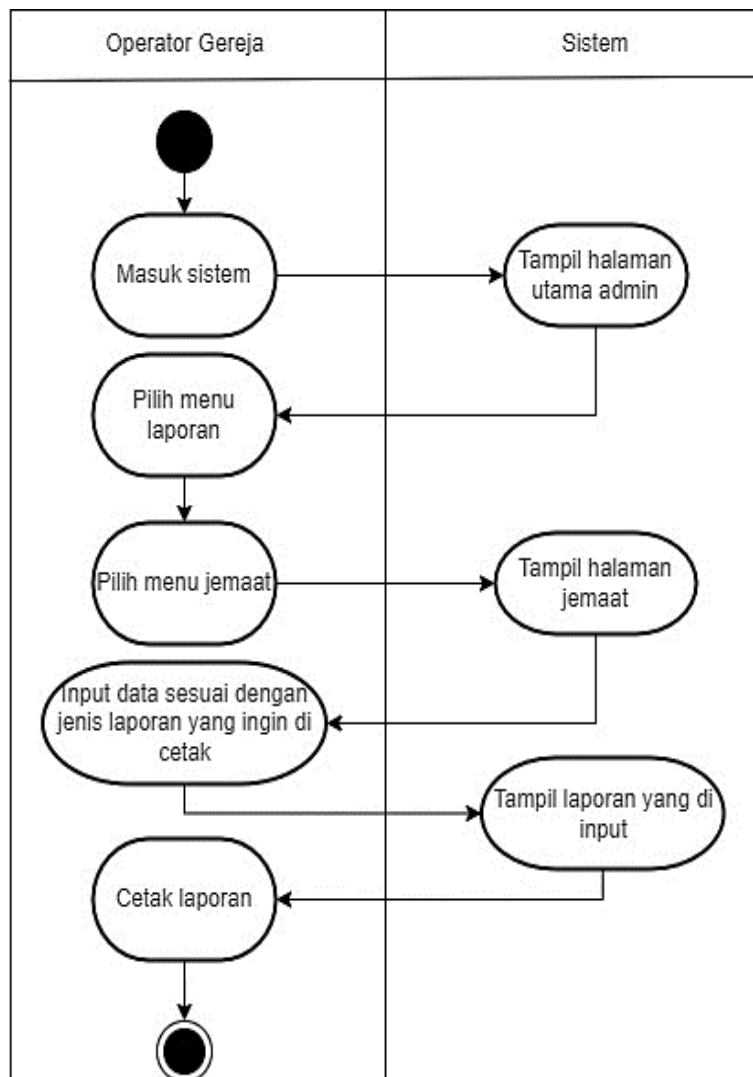 Operator Gereja
Sistem
Masuk sistem
Tampil halaman
utama admin
Pilih menu
laporan
Pilih menu jemaat
Tampil halaman
jemaat
Input data sesuai dengan
jenis laporan yang ingin di
cetak
Tampil laporan yang di
input
Cetak laporan